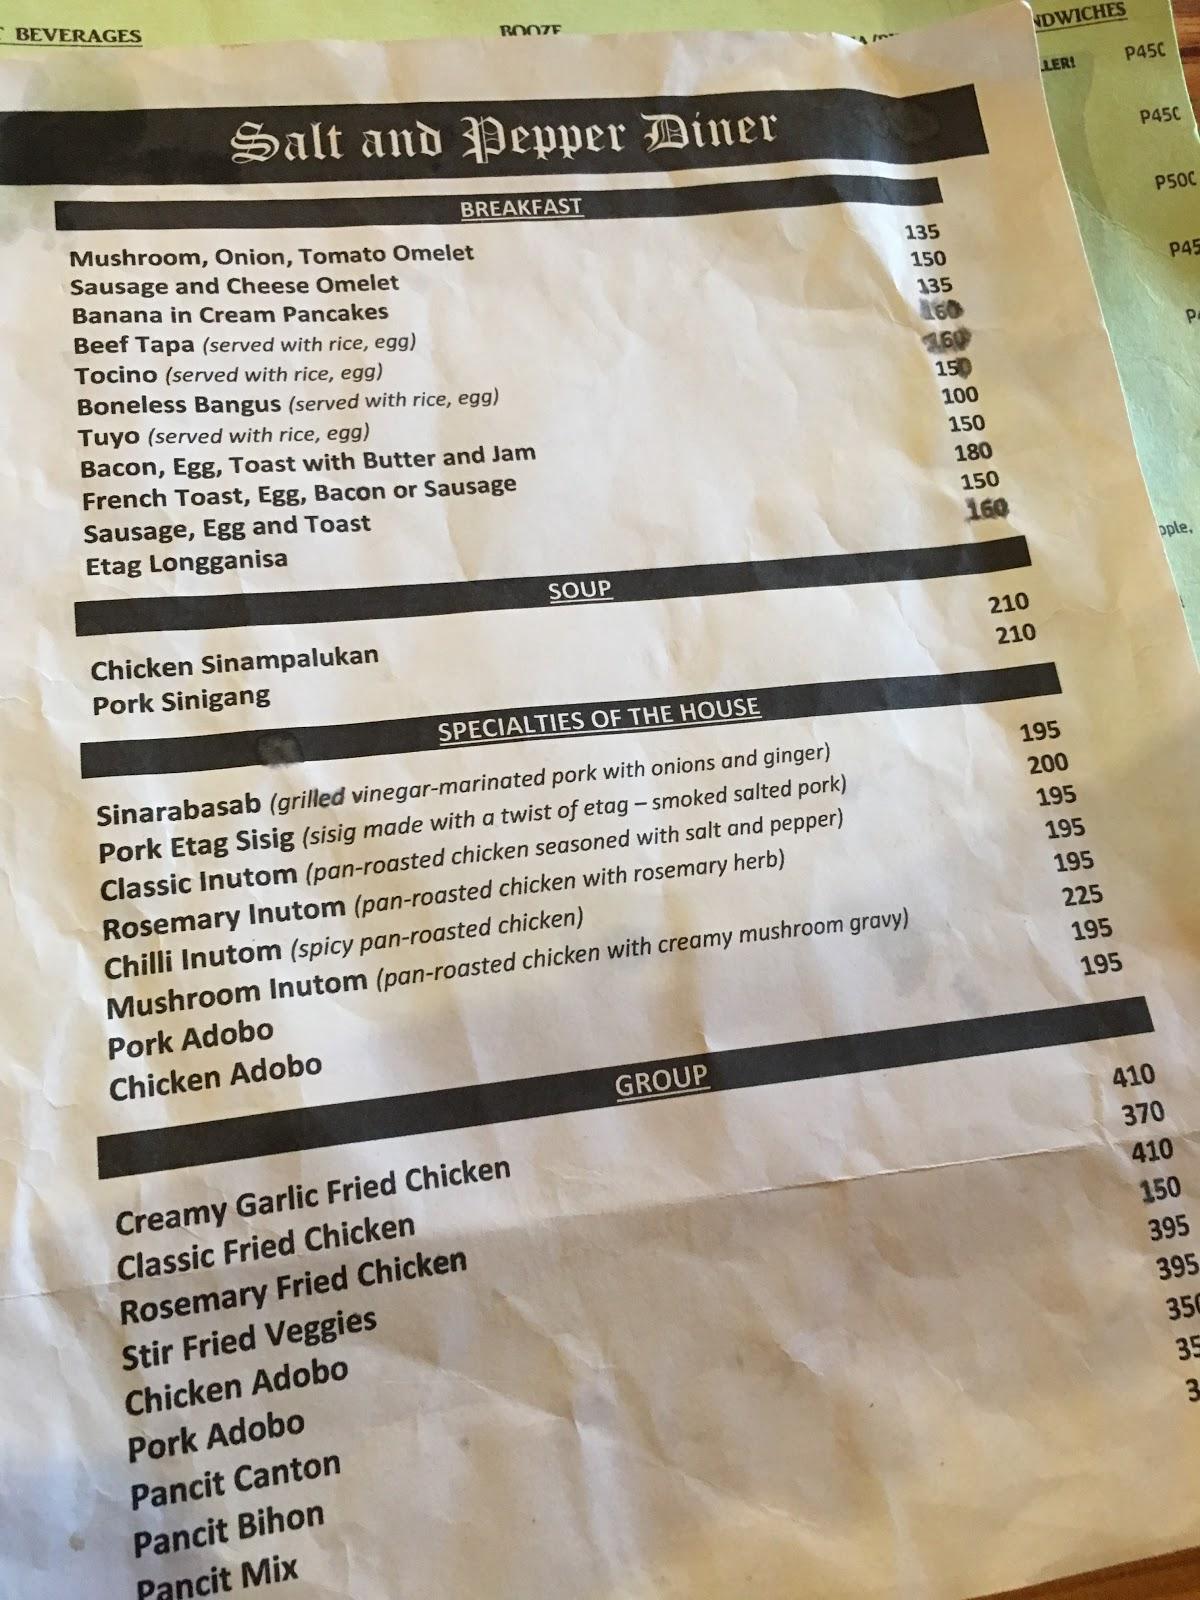 BEVERAGES
BOOZE
NDWICHES
LLER!
P45
P45
P50
P45
pple,
Salt and Pepper Diner
BREAKFAST
Mushroom, Onion, Tomato Omelet 135
Sausage and Cheese Omelet 150
Banana in Cream Pancakes 135
Beef Tapa (served with rice, egg) 160
Tocino (served with rice, egg) 160
Boneless Bangus (served with rice, egg) 150
Tuyo (served with rice, egg) 100
Bacon, Egg, Toast with Butter and Jam 150
French Toast, Egg, Bacon or Sausage 180
Sausage, Egg and Toast 150
Etag Longganisa 160
SOUP
Chicken Sinampalukan 210
Pork Sinigang 210
SPECIALTIES OF THE HOUSE
Sinarabasab (grilled vinegar-marinated pork with onions and ginger) 195
Pork Etag Sisig (sisig made with a twist of etag – smoked salted pork) 200
Classic Inutom (pan-roasted chicken seasoned with salt and pepper) 195
Rosemary Inutom (pan-roasted chicken with rosemary herb) 195
Chilli Inutom (spicy pan-roasted chicken) 195
Mushroom Inutom (pan-roasted chicken with creamy mushroom gravy) 225
Pork Adobo 195
Chicken Adobo 195
GROUP
Creamy Garlic Fried Chicken 410
Classic Fried Chicken 370
Rosemary Fried Chicken 410
Stir Fried Veggies 150
Chicken Adobo 395
Pork Adobo 395
Pancit Canton 350
Pancit Bihon 35
Pancit Mix 3